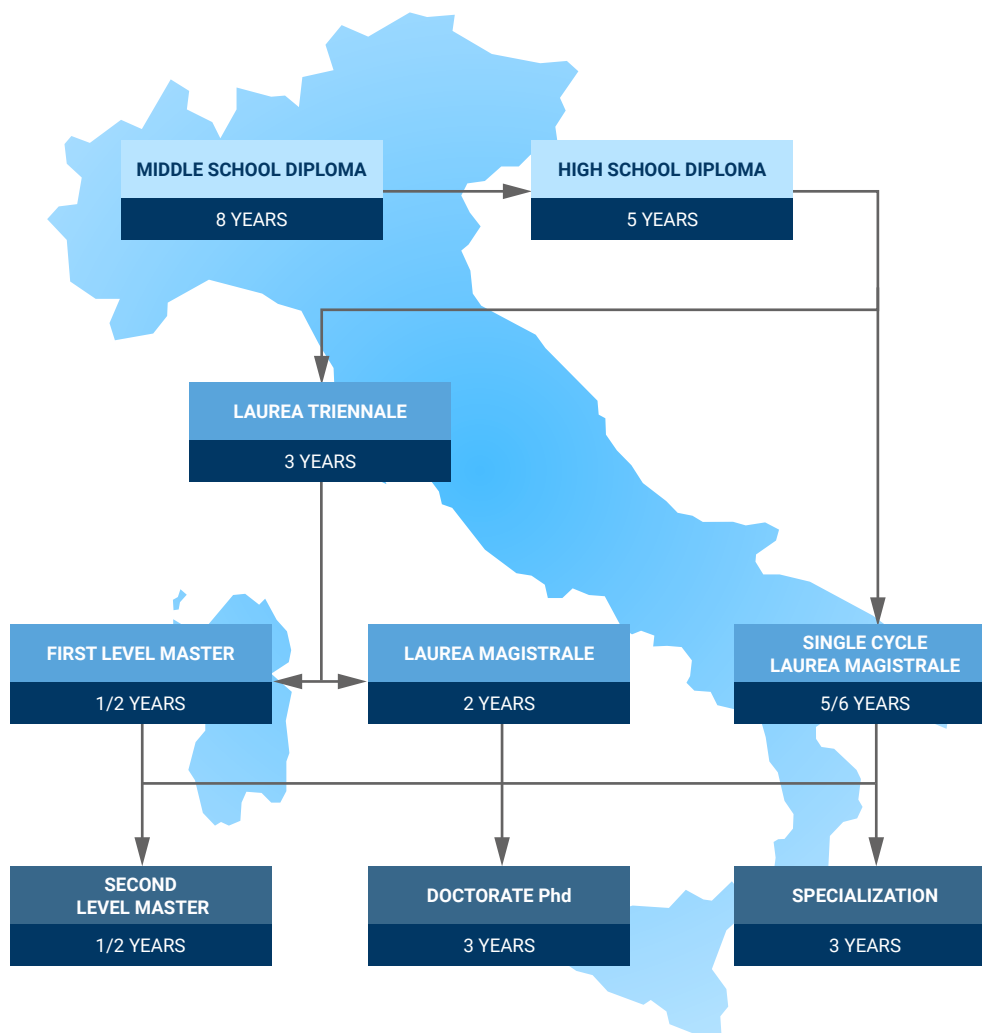 MIDDLE SCHOOL DIPLOMA
8 YEARS
HIGH SCHOOL DIPLOMA
5 YEARS
LAUREA TRIENNALE
3 YEARS
FIRST LEVEL MASTER
1/2 YEARS
LAUREA MAGISTRALE
2 YEARS
SINGLE CYCLE
LAUREA MAGISTRALE
5/6 YEARS
SECOND
LEVEL MASTER
1/2 YEARS
DOCTORATE Phd
3 YEARS
SPECIALIZATION
3 YEARS